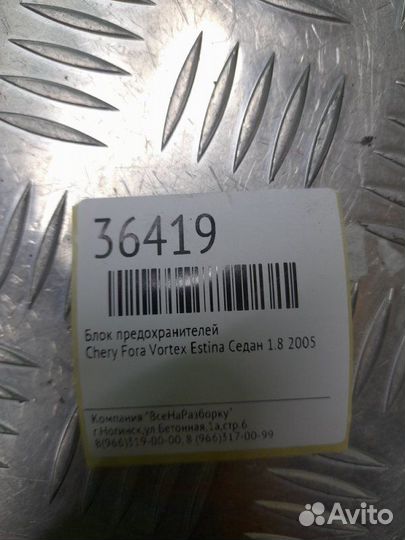 36419
Блок предохранителей
Chery Fora Vortex Estina Седан 1.8 2005
Компания "ВсеНаРазборку"
г.Ногинск,ул.Бетонная,1а,стр.6
8(966)319-00-00, 8 (966)317-00-99
Avito